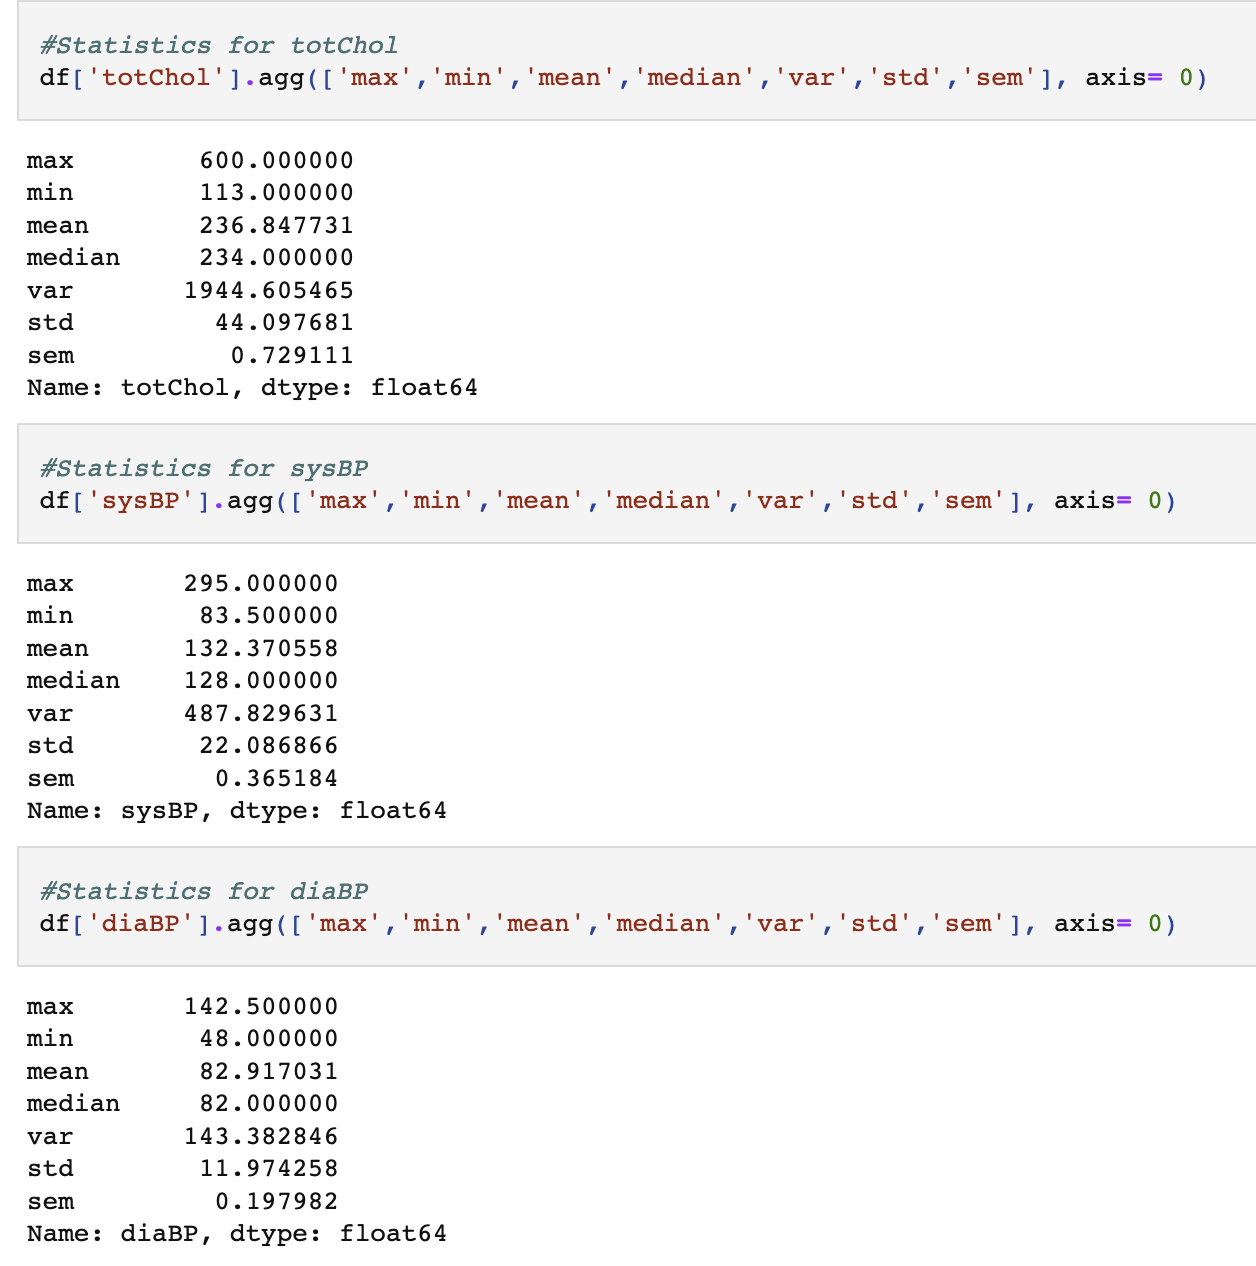 #Statistics for totChol
df['totChol'].agg(['max','min','mean','median','var','std','sem'], axis= 0)
max 600.000000
min 113.000000
mean 236.847731
median 234.000000
var 1944.605465
std 44.097681
sem 0.729111
Name: totChol, dtype: float64
#Statistics for sysBP
df['sysBP'].agg(['max','min','mean','median','var','std','sem'], axis= 0)
max 295.000000
min 83.500000
mean 132.370558
median 128.000000
var 487.829631
std 22.086866
sem 0.365184
Name: sysBP, dtype: float64
#Statistics for diaBP
df['diaBP'].agg(['max','min','mean','median','var','std','sem'], axis= 0)
max 142.500000
min 48.000000
mean 82.917031
median 82.000000
var 143.382846
std 11.974258
sem 0.197982
Name: diaBP, dtype: float64